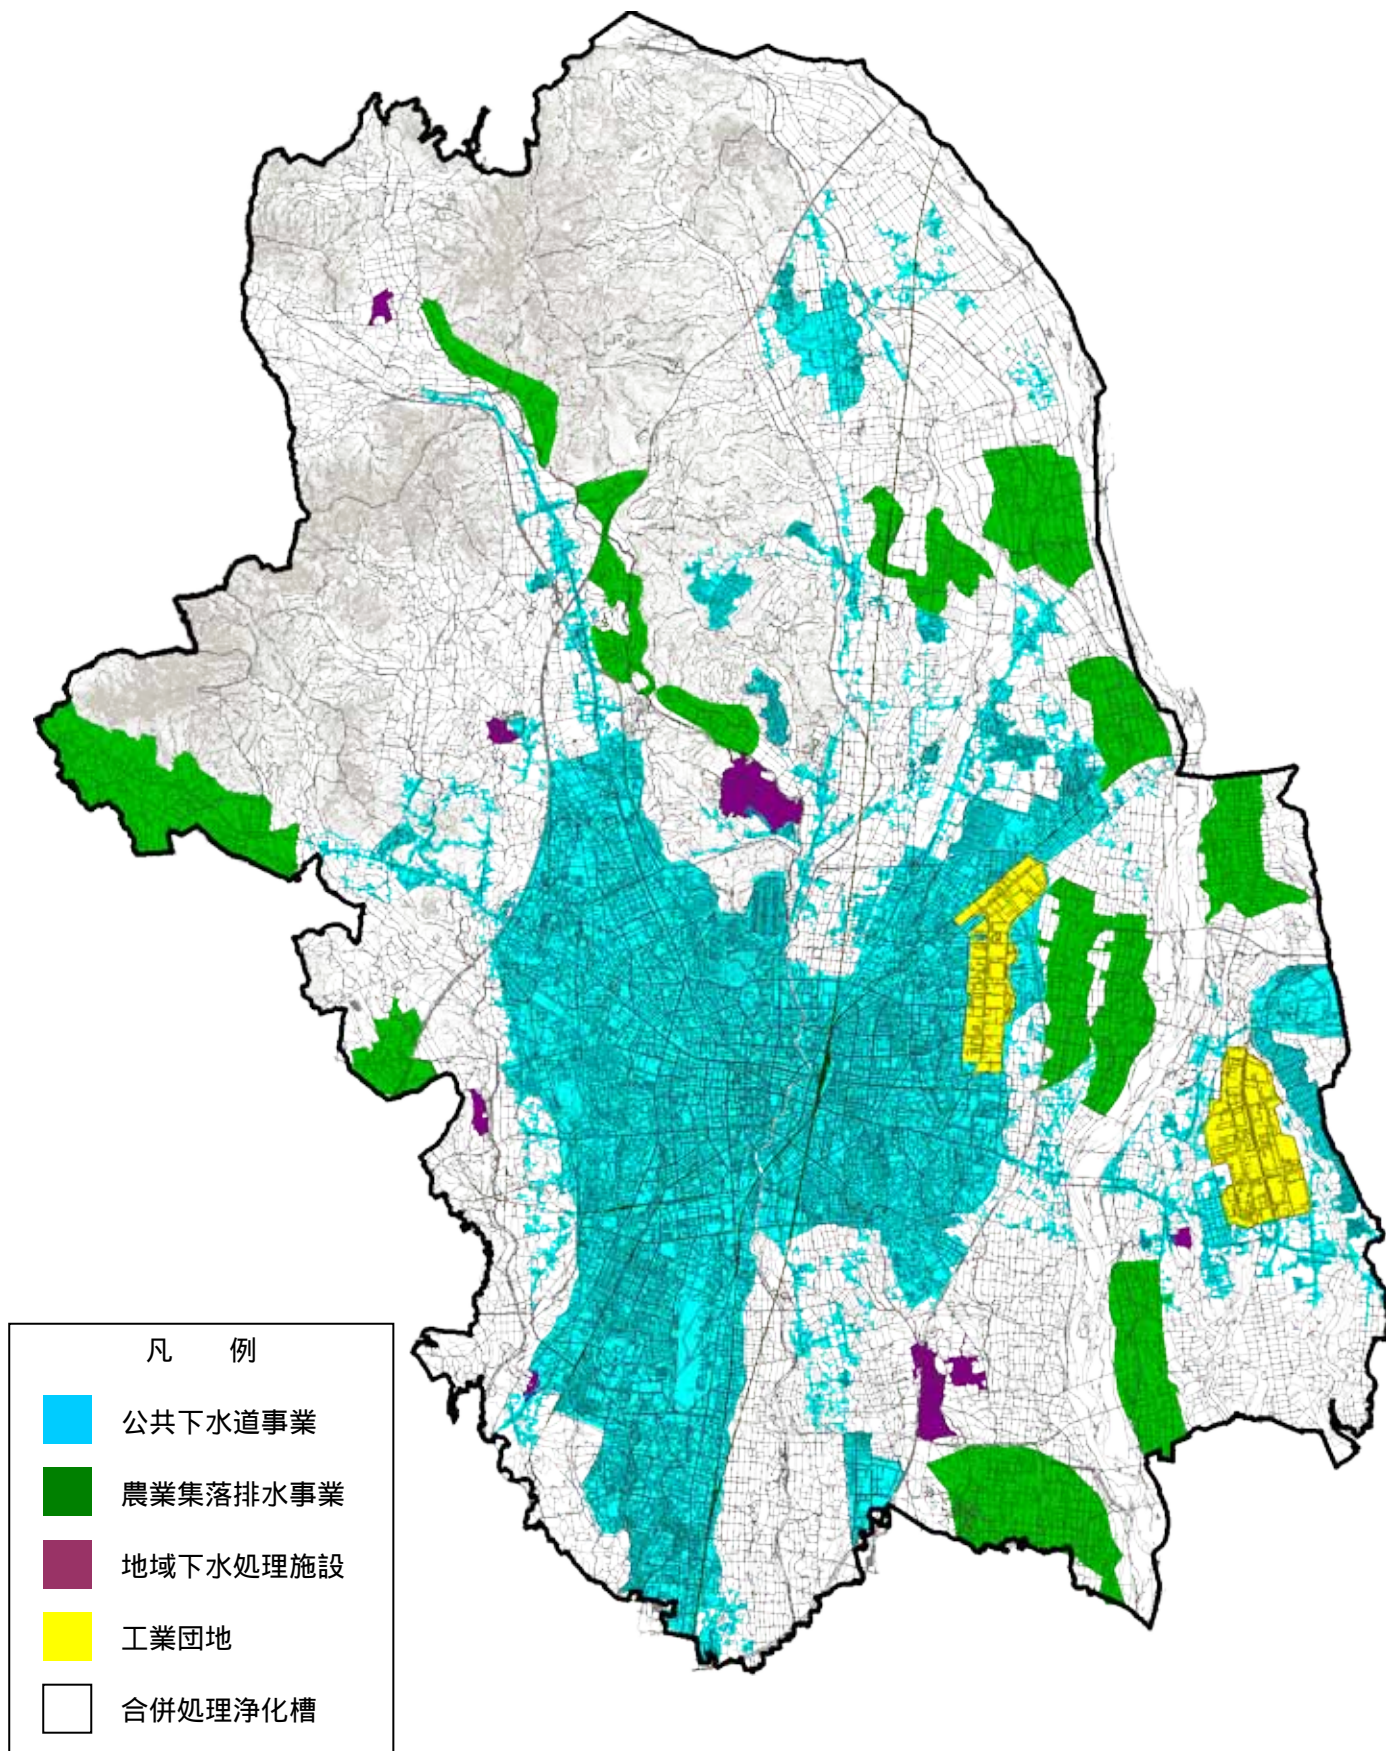 凡　例
公共下水道事業
農業集落排水事業
地域下水処理施設
工業団地
合併処理浄化槽